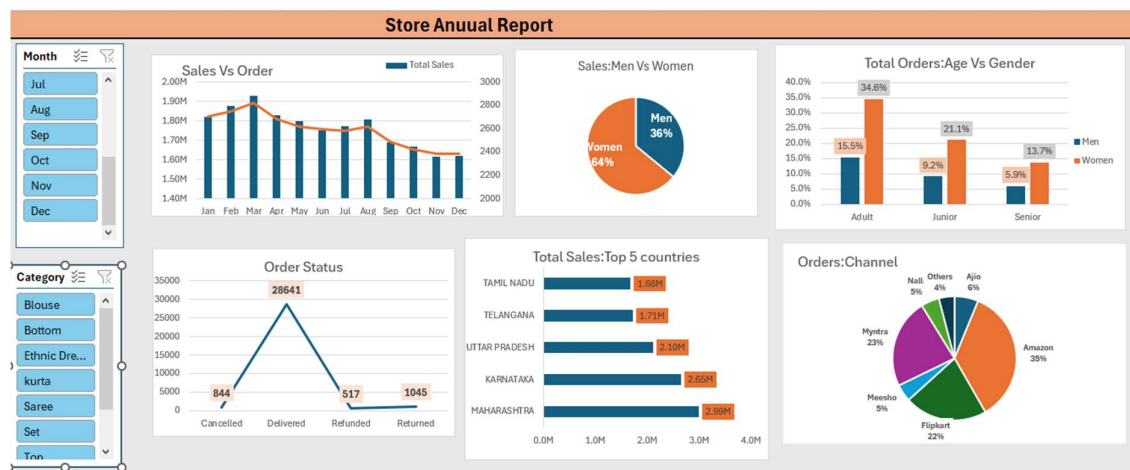 Store Anuual Report
Month
Jul
Aug
Sep
Oct
Nov
Dec
Category
Blouse
Bottom
Ethnic Dre...
kurta
Saree
Set
Top
Sales Vs Order
Total Sales
2.00M
1.90M
1.80M
1.70M
1.60M
1.50M
1.40M
3000
2800
2600
2400
2200
2000
Jan Feb Mar Apr May Jun Jul Aug Sep Oct Nov Dec
Sales:Men Vs Women
Men
36%
Women
64%
Total Orders:Age Vs Gender
40.0%
35.0%
30.0%
25.0%
20.0%
15.0%
10.0%
5.0%
0.0%
15.5%
34.6%
9.2%
21.1%
5.9%
13.7%
Adult Junior Senior
Men
Women
Order Status
35000
30000
25000
20000
15000
10000
5000
0
844
28641
517
1045
Cancelled Delivered Refunded Returned
Total Sales:Top 5 countries
TAMIL NADU 1.68M
TELANGANA 1.71M
UTTAR PRADESH 2.10M
KARNATAKA 2.65M
MAHARASHTRA 2.99M
0.0M 1.0M 2.0M 3.0M 4.0M
Orders:Channel
Ajio
6%
Amazon
35%
Flipkart
22%
Meesho
5%
Myntra
23%
Nalli
5%
Others
4%